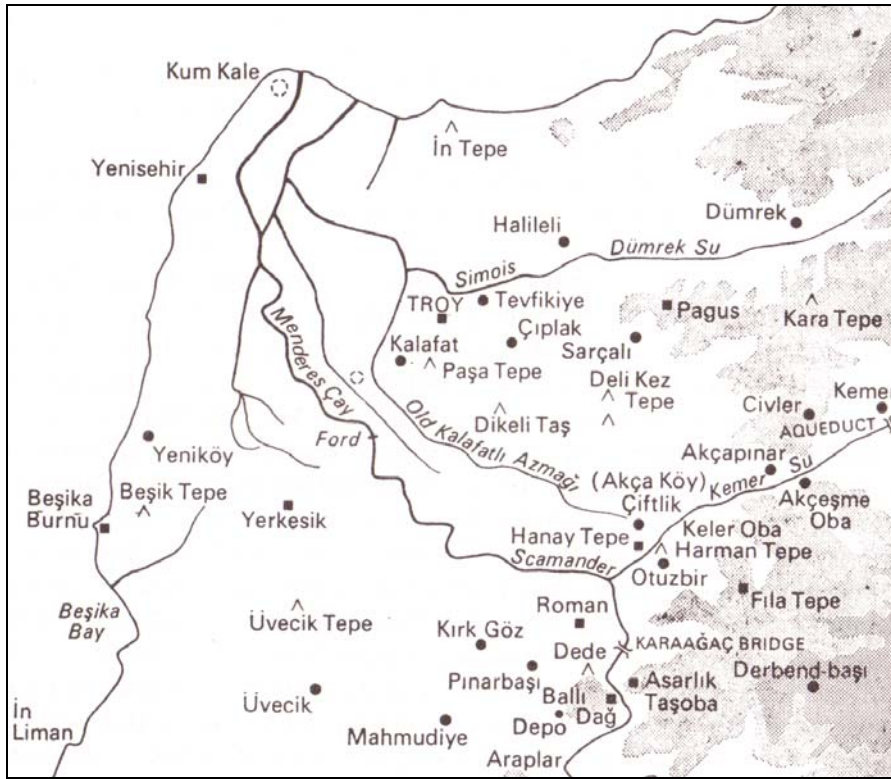 Kum Kale
In Tepe
Yenisehir
Dümrek
Halileli
Dümrek Su
Simois
TROY
Tevfikiye
Pagus
Kara Tepe
Menderes Çay
Kalafat
Çıplak
Sarçalı
Paşa Tepe
Deli Kez
Tepe
Dikeli Taş
Civler
Kemer
AQUEDUCT
Ford
Old Kalafatlı Azmağı
Yeniköy
Akçapınar
Kemer Su
(Akça Köy)
Çiftlik
Akçeşme
Oba
Beşika
Burnu
Beşik Tepe
Yerkesik
Hanay Tepe
Keler Oba
Harman Tepe
Scamander
Otuzbir
Fıla Tepe
Beşika
Bay
Üvecik Tepe
Roman
Kırk Göz
Dede
KARAAĞAÇ BRIDGE
Pınarbaşı
Asarlık
Taşoba
Derbend-başı
Üvecik
Ballı
Dağ
Depo
İn
Liman
Mahmudiye
Araplar